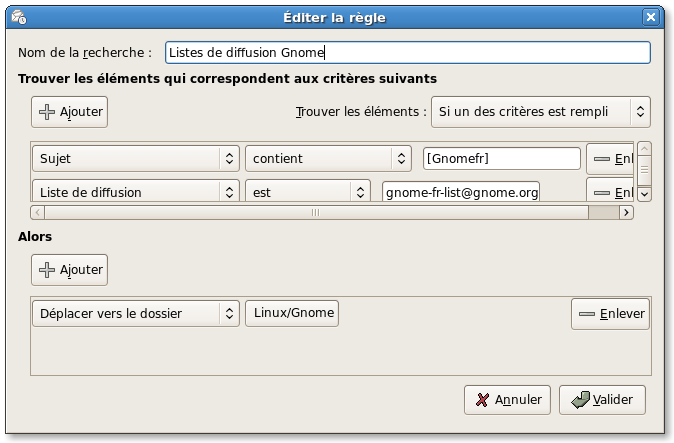 Éditer la règle
Nom de la recherche : Listes de diffusion Gnome
Trouver les éléments qui correspondent aux critères suivants
Ajouter Trouver les éléments : Si un des critères est rempli
Sujet contient [Gnomefr] Enl
Liste de diffusion est gnome-fr-list@gnome.org Enl
Alors
Ajouter
Déplacer vers le dossier Linux/Gnome Enlever
Annuler Valider